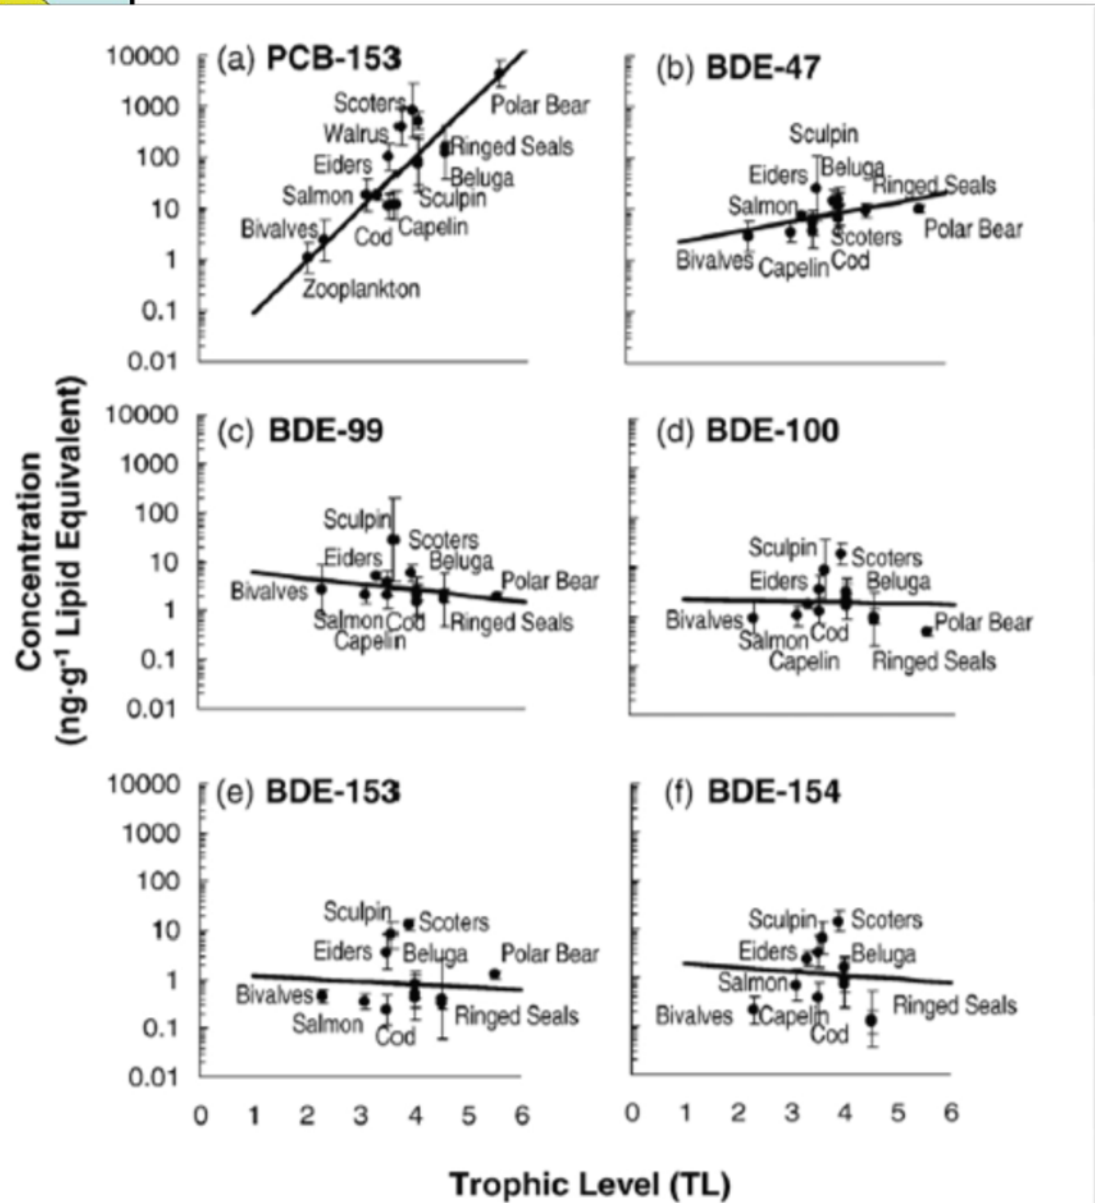 (a) PCB-153
10000
1000
100
10
1
0.1
0.01
Scoters
Polar Bear
Walrus
Ringed Seals
Eiders
Beluga
Salmon
Sculpin
Bivalves
Cod
Capelin
Zooplankton
(b) BDE-47
Sculpin
Eiders
Beluga
Ringed Seals
Salmon
Scoters
Polar Bear
Bivalves
Capelin
Cod
Concentration
(ng·g⁻¹ Lipid Equivalent)
(c) BDE-99
10000
1000
100
10
1
0.1
0.01
Sculpin
Scoters
Eiders
Beluga
Polar Bear
Bivalves
Salmon
Cod
Ringed Seals
Capelin
(d) BDE-100
Sculpin
Scoters
Eiders
Beluga
Bivalves
Polar Bear
Salmon
Cod
Capelin
Ringed Seals
(e) BDE-153
10000
1000
100
10
1
0.1
0.01
Sculpin
Scoters
Eiders
Beluga
Polar Bear
Bivalves
Salmon
Ringed Seals
Cod
0 1 2 3 4 5 6
(f) BDE-154
Sculpin
Scoters
Eiders
Beluga
Salmon
Ringed Seals
Bivalves
Capelin
Cod
0 1 2 3 4 5 6
Trophic Level (TL)